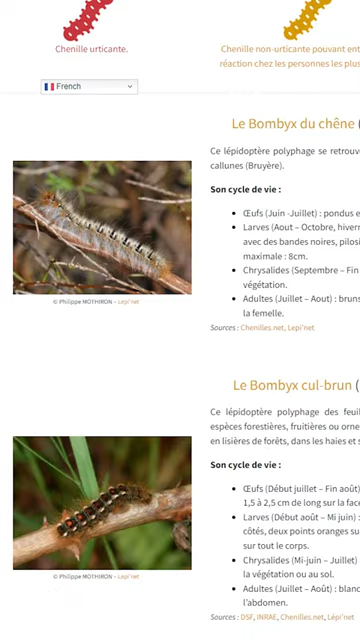 Chenille urticante.
Chenille non-urticante pouvant ent
réaction chez les personnes les plus
French
Le Bombyx du chêne (
Ce lépidoptère polyphage se retrouv
callunes (Bruyère).
Son cycle de vie :
• Œufs (Juin -Juillet) : pondus e
• Larves (Aout – Octobre, hivern
avec des bandes noires, pilosi
maximale : 8cm.
• Chrysalides (Septembre – Fin
végétation.
• Adultes (Juillet – Aout) : bruns
la femelle.
© Philippe MOTHIRON – Lepi'net
Sources : Chenilles.net, Lepi'net
Le Bombyx cul-brun (
Ce lépidoptère polyphage des feuil
espèces forestières, fruitières ou orne
en lisières de forêts, dans les haies et s
Son cycle de vie :
• Œufs (Début juillet – Fin août)
1,5 à 2,5 cm de long sur la face
• Larves (Début août – Mi juin) :
côtés, deux points oranges su
sur tout le corps.
• Chrysalides (Mi-juin – Juillet)
la végétation ou au sol.
• Adultes (Juillet – Août) : blanc
l'abdomen.
© Philippe MOTHIRON – Lepi'net
Sources : DSF, INRAE, Chenilles.net, Lépi'net